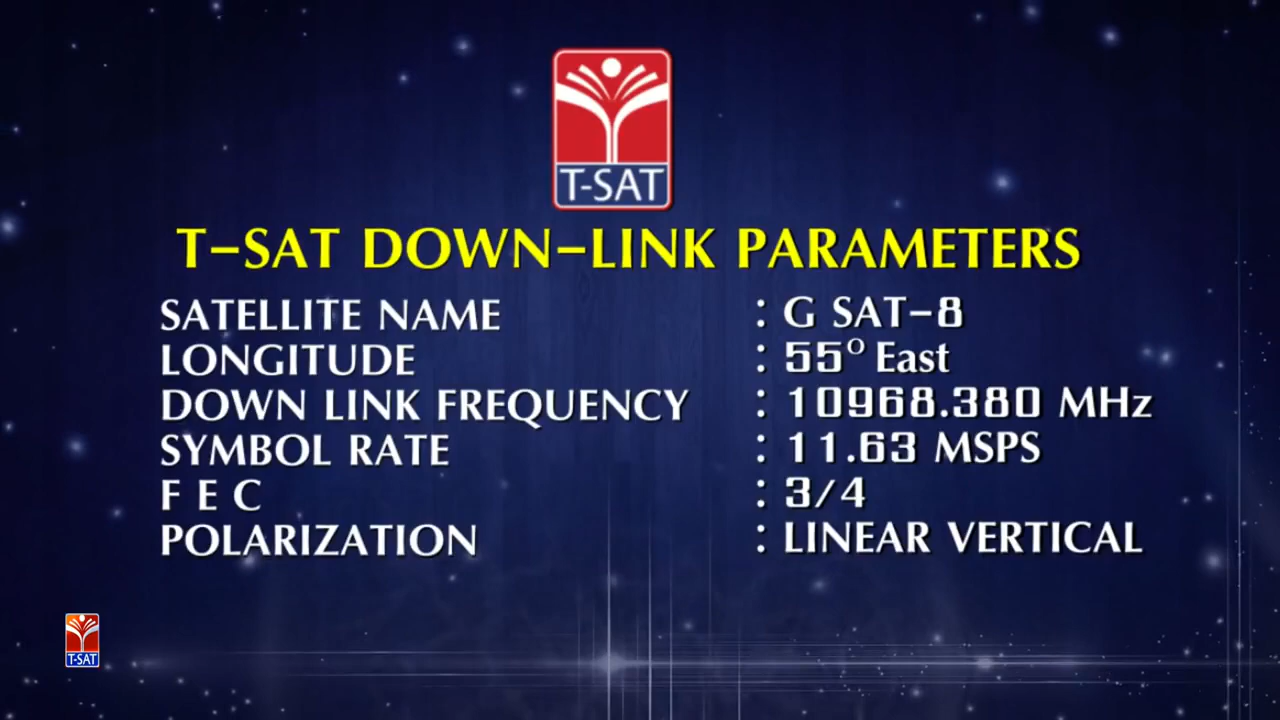 T-SAT
T-SAT DOWN-LINK PARAMETERS
SATELLITE NAME : G SAT-8
LONGITUDE : 55° East
DOWN LINK FREQUENCY : 10968.380 MHz
SYMBOL RATE : 11.63 MSPS
F E C : 3/4
POLARIZATION : LINEAR VERTICAL
T-SAT